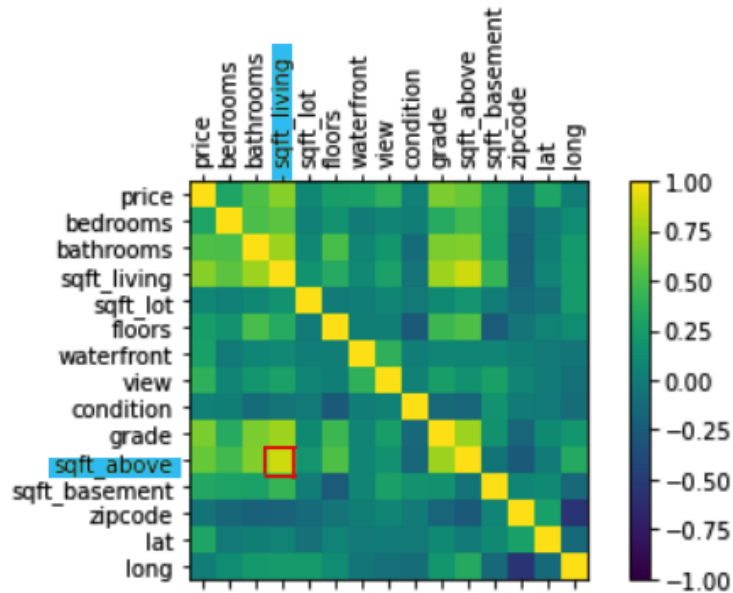 price
bedrooms
bathrooms
sqft_living
sqft_lot
floors
waterfront
view
condition
grade
sqft_above
sqft_basement
zipcode
lat
long
price
bedrooms
bathrooms
sqft_living
sqft_lot
floors
waterfront
view
condition
grade
sqft_above
sqft_basement
zipcode
lat
long
1.00
0.75
0.50
0.25
0.00
−0.25
−0.50
−0.75
−1.00